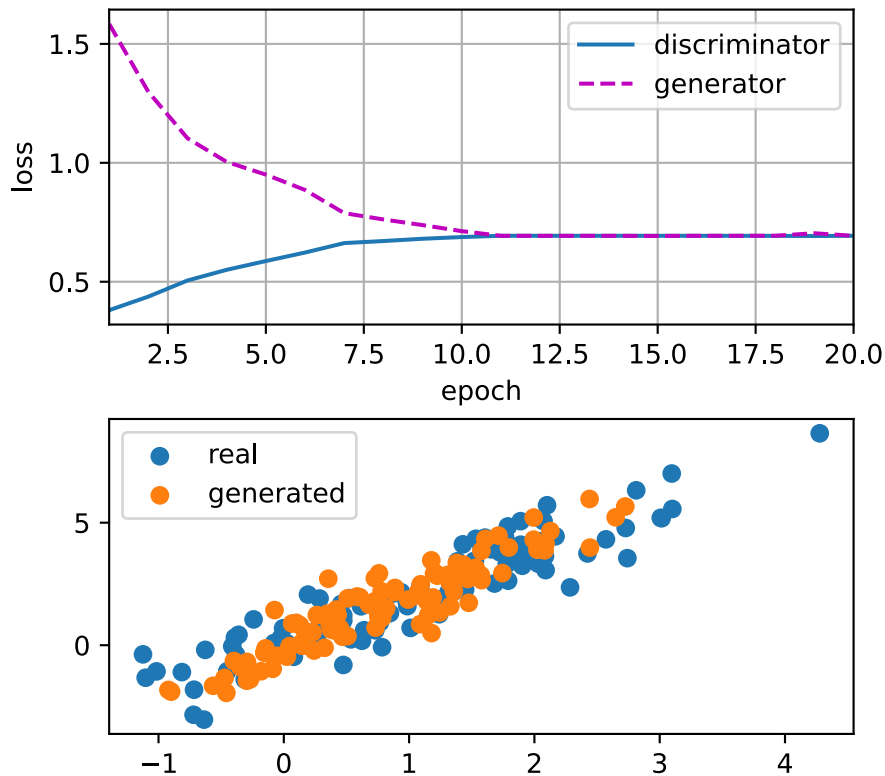 1.5
1.0
0.5
loss
discriminator
generator
2.5 5.0 7.5 10.0 12.5 15.0 17.5 20.0
epoch
real
generated
5
0
−1 0 1 2 3 4